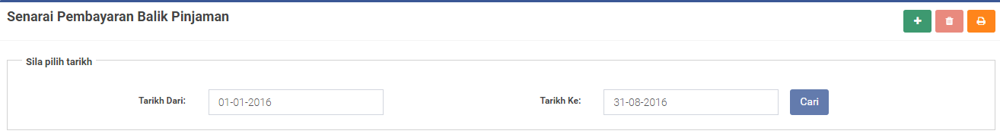 Senarai Pembayaran Balik Pinjaman
Sila pilih tarikh
Tarikh Dari: 01-01-2016 Tarikh Ke: 31-08-2016 Cari